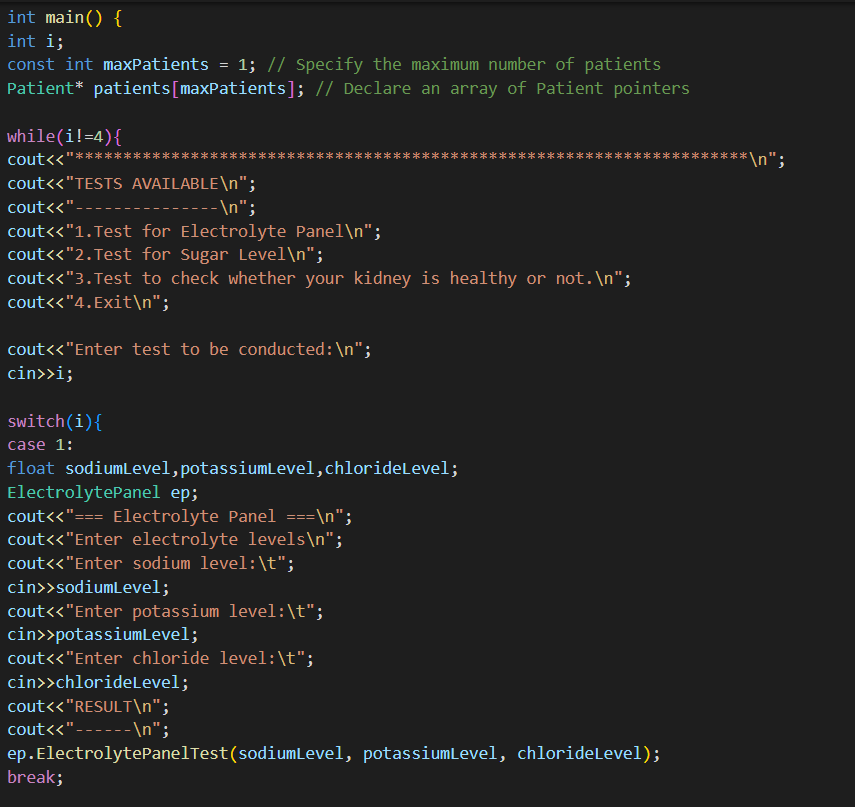 int main() {
int i;
const int maxPatients = 1; // Specify the maximum number of patients
Patient* patients[maxPatients]; // Declare an array of Patient pointers
while(i!=4){
cout<<"**********************************************************************\n";
cout<<"TESTS AVAILABLE\n";
cout<<"---------------\n";
cout<<"1.Test for Electrolyte Panel\n";
cout<<"2.Test for Sugar Level\n";
cout<<"3.Test to check whether your kidney is healthy or not.\n";
cout<<"4.Exit\n";
cout<<"Enter test to be conducted:\n";
cin>>i;
switch(i){
case 1:
float sodiumLevel,potassiumLevel,chlorideLevel;
ElectrolytePanel ep;
cout<<"=== Electrolyte Panel ===\n";
cout<<"Enter electrolyte levels\n";
cout<<"Enter sodium level:\t";
cin>>sodiumLevel;
cout<<"Enter potassium level:\t";
cin>>potassiumLevel;
cout<<"Enter chloride level:\t";
cin>>chlorideLevel;
cout<<"RESULT\n";
cout<<"------\n";
ep.ElectrolytePanelTest(sodiumLevel, potassiumLevel, chlorideLevel);
break;